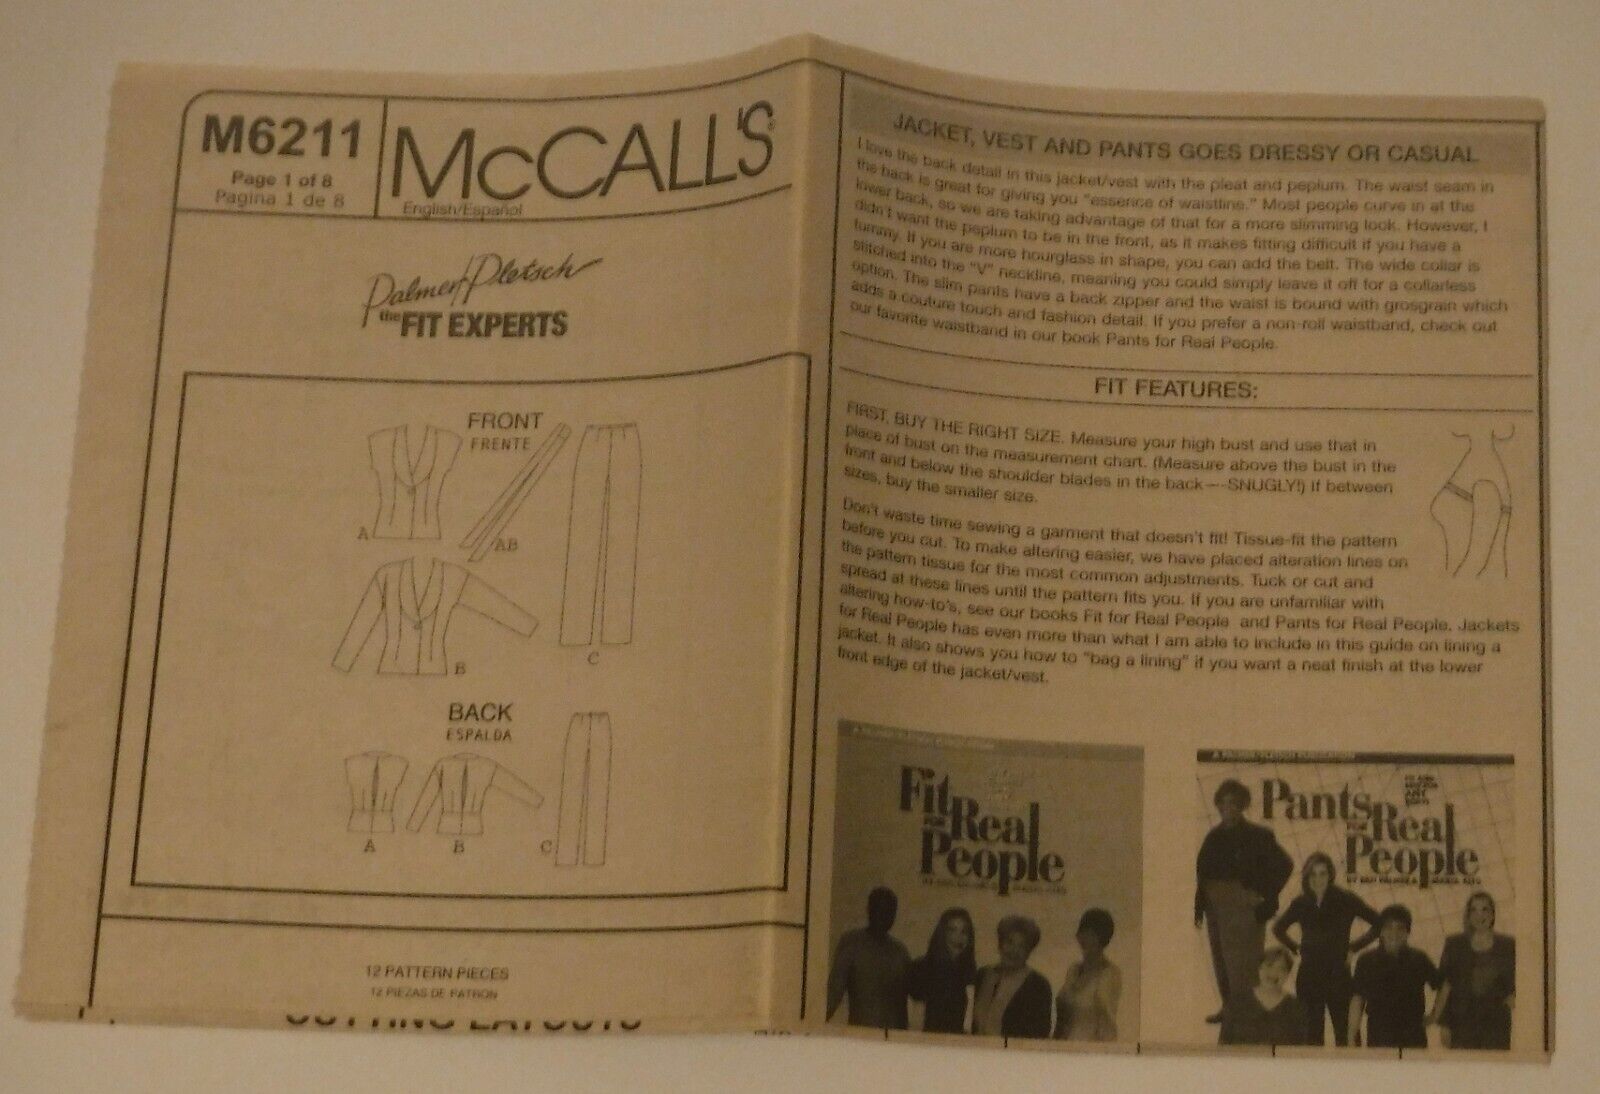 M6211
Page 1 of 8
Pagina 1 de 8
McCALL'S®
English/Español
Palmer/Pletsch
the FIT EXPERTS
FRONT
FRENTE
A
AB
B
C
BACK
ESPALDA
A
B
C
12 PATTERN PIECES
12 PIEZAS DE PATRON
CUTTING LAYOUTS
JACKET, VEST AND PANTS GOES DRESSY OR CASUAL
I love the back detail in this jacket/vest with the pleat and peplum. The waist seam in
the back is great for giving you "essence of waistline." Most people curve in at the
lower back, so we are taking advantage of that for a more slimming look. However, I
didn't want the peplum to be in the front, as it makes fitting difficult if you have a
tummy. If you are more hourglass in shape, you can add the belt. The wide collar is
stitched into the "V" neckline, meaning you could simply leave it off for a collarless
option. The slim pants have a back zipper and the waist is bound with grosgrain which
adds a couture touch and fashion detail. If you prefer a non-roll waistband, check out
our favorite waistband in our book Pants for Real People.
FIT FEATURES:
FIRST, BUY THE RIGHT SIZE. Measure your high bust and use that in
place of bust on the measurement chart. (Measure above the bust in the
front and below the shoulder blades in the back---SNUGLY!) If between
sizes, buy the smaller size.
Don't waste time sewing a garment that doesn't fit! Tissue-fit the pattern
before you cut. To make altering easier, we have placed alteration lines on
the pattern tissue for the most common adjustments. Tuck or cut and
spread at these lines until the pattern fits you. If you are unfamiliar with
altering how-to's, see our books Fit for Real People and Pants for Real People. Jackets
for Real People has even more than what I am able to include in this guide on lining a
jacket. It also shows you how to "bag a lining" if you want a neat finish at the lower
front edge of the jacket/vest.
A PALMER/PLETSCH PUBLICATION
Fit
FOR Real
People
A PALMER/PLETSCH PUBLICATION
Pants
FOR Real
People
ANY